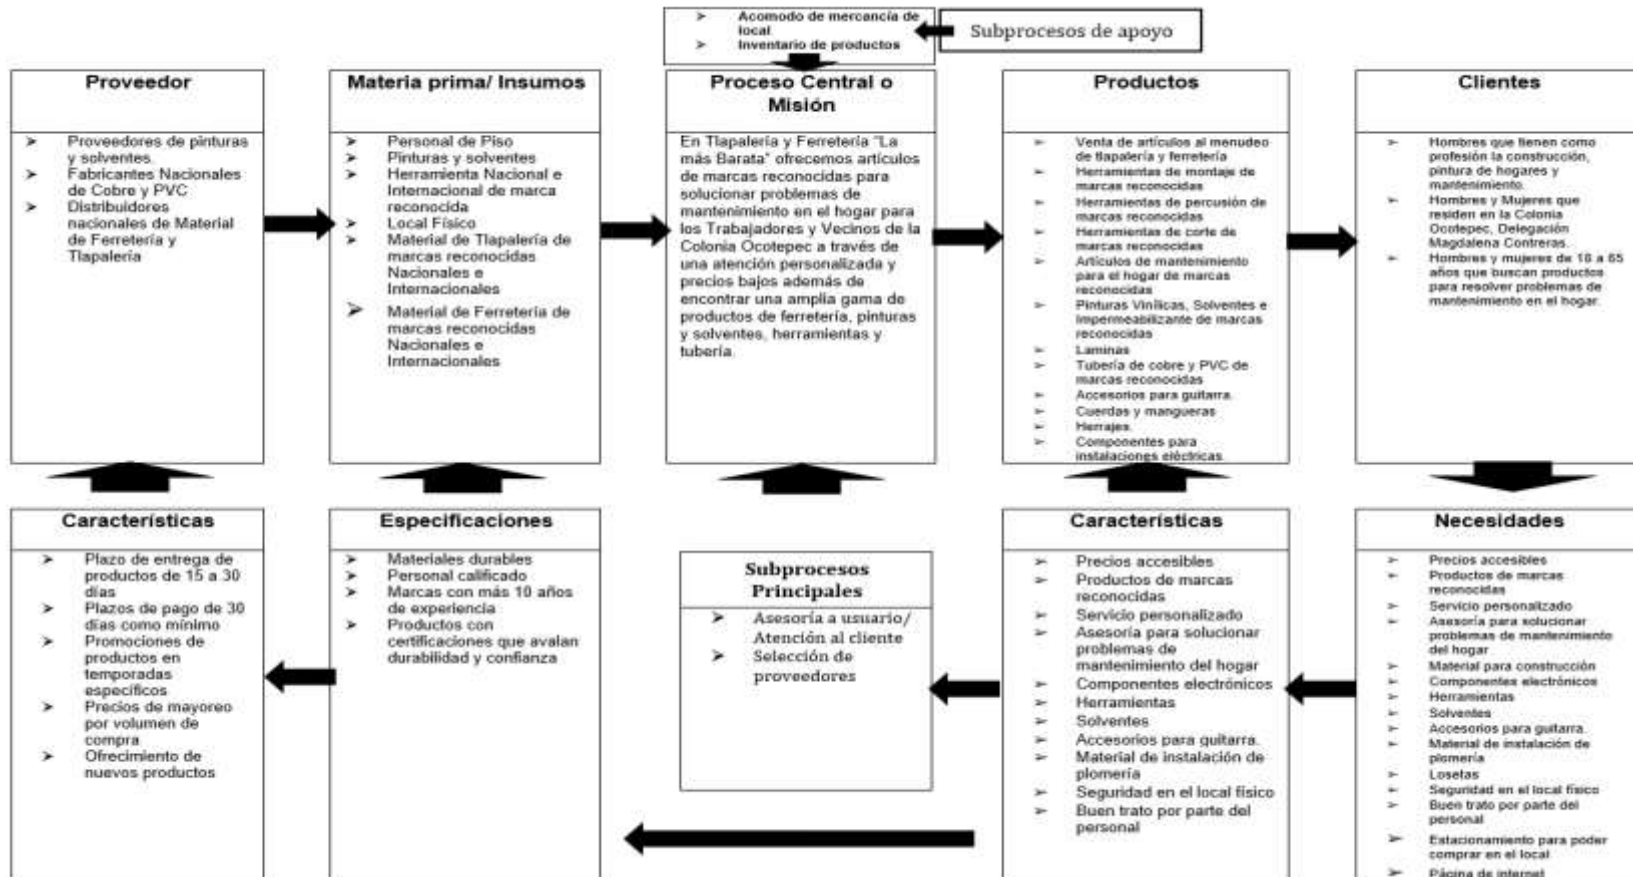 Acomodo de mercancía de
local
Inventario de productos
Subprocesos de apoyo
Proveedor
Proveedores de pinturas
y solventes.
Fabricantes Nacionales
de Cobre y PVC
Distribuidores
nacionales de Material
de Ferretería y
Tlapalería
Materia prima/ Insumos
Personal de Piso
Pinturas y solventes
Herramienta Nacional e
Internacional de marca
reconocida
Local Físico
Material de Tlapalería de
marcas reconocidas
Nacionales e
Internacionales
Material de Ferretería de
marcas reconocidas
Nacionales e
Internacionales
Proceso Central o
Misión
En Tlapalería y Ferretería "La
más Barata" ofrecemos artículos
de marcas reconocidas para
solucionar problemas de
mantenimiento en el hogar para
los Trabajadores y Vecinos de la
Colonia Ocotepec a través de
una atención personalizada y
precios bajos además de
encontrar una amplia gama de
productos de ferretería, pinturas
y solventes, herramientas y
tubería.
Productos
Venta de artículos al menudeo
de tlapalería y ferretería
Herramientas de montaje de
marcas reconocidas
Herramientas de percusión de
marcas reconocidas
Herramientas de corte de
marcas reconocidas
Artículos de mantenimiento
para el hogar de marcas
reconocidas
Pinturas Vinílicas, Solventes e
Impermeabilizante de marcas
reconocidas
Laminas
Tubería de cobre y PVC de
marcas reconocidas
Accesorios para guitarra.
Cuerdas y mangueras
Herrajes.
Componentes para
instalaciones eléctricas
Clientes
Hombres que tienen como
profesión la construcción,
pintura de hogares y
mantenimiento.
Hombres y Mujeres que
residen en la Colonia
Ocotepec, Delegación
Magdalena Contreras.
Hombres y mujeres de 18 a 65
años que buscan productos
para resolver problemas de
mantenimiento en el hogar.
Características
Plazo de entrega de
productos de 15 a 30
días
Plazos de pago de 30
días como mínimo
Promociones de
productos en
temporadas
específicos
Precios de mayoreo
por volumen de
compra
Ofrecimiento de
nuevos productos
Especificaciones
Materiales durables
Personal calificado
Marcas con más 10 años
de experiencia
Productos con
certificaciones que avalan
durabilidad y confianza
Subprocesos
Principales
Asesoría a usuario/
Atención al cliente
Selección de
proveedores
Características
Precios accesibles
Productos de marcas
reconocidas
Servicio personalizado
Asesoría para solucionar
problemas de
mantenimiento del hogar
Componentes electrónicos
Herramientas
Solventes
Accesorios para guitarra.
Material de instalación de
plomería
Seguridad en el local físico
Buen trato por parte del
personal
Necesidades
Precios accesibles
Productos de marcas
reconocidas
Servicio personalizado
Asesoría para solucionar
problemas de mantenimiento
del hogar
Material para construcción
Componentes electrónicos
Herramientas
Solventes
Accesorios para guitarra.
Material de instalación de
plomería
Losetas
Seguridad en el local físico
Buen trato por parte del
personal
Estacionamiento para poder
comprar en el local
Página de internet